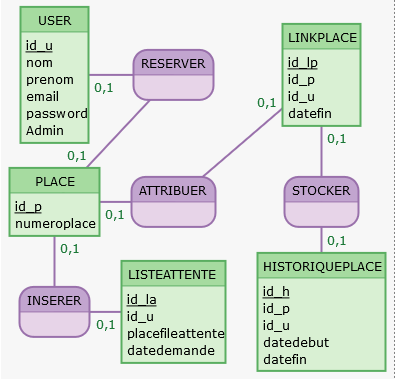 USER
id_u
nom
prenom
email
password
Admin
RESERVER
0,1
0,1
LINKPLACE
id_lp
id_p
id_u
datefin
0,1
0,1
PLACE
id_p
numeroplace
0,1
ATTRIBUER
STOCKER
0,1
0,1
INSERER
0,1
LISTEATTENTE
id_la
id_u
placefileattente
datedemande
HISTORIQUEPLACE
id_h
id_p
id_u
datedebut
datefin